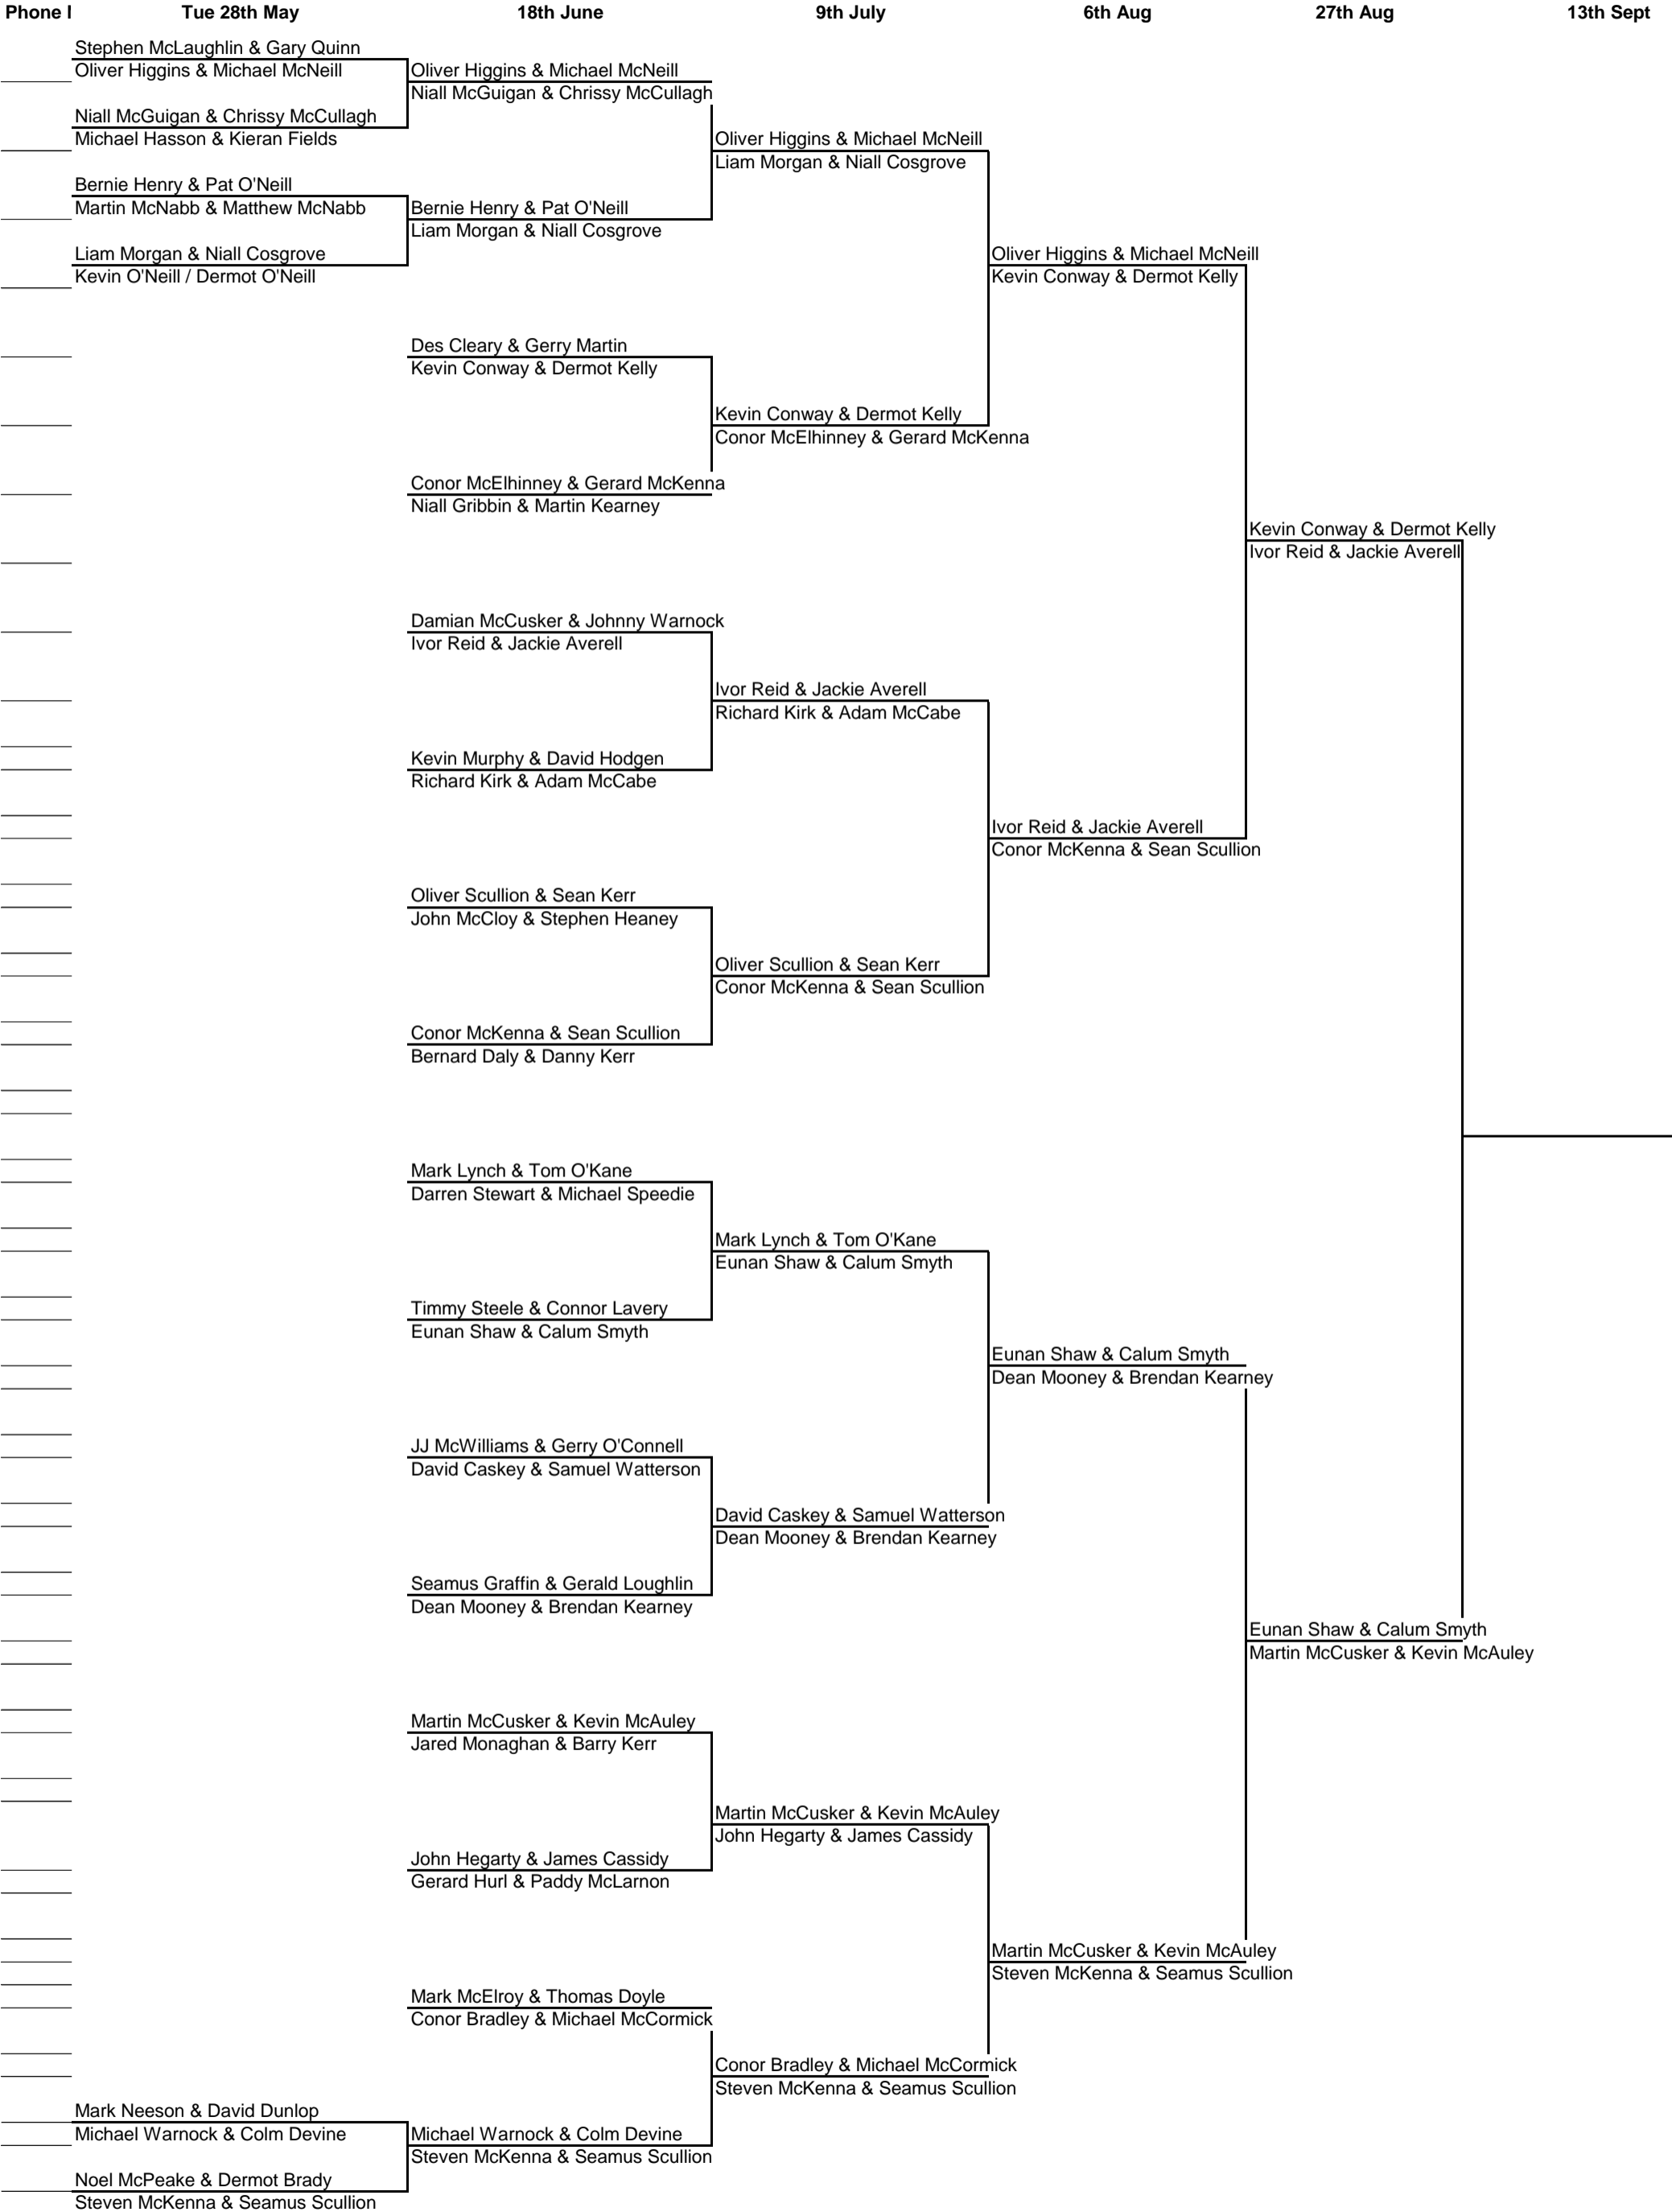 Phone I Tue 28th May 18th June 9th July 6th Aug 27th Aug 13th Sept
Stephen McLaughlin & Gary Quinn
Oliver Higgins & Michael McNeill
Niall McGuigan & Chrissy McCullagh
Michael Hasson & Kieran Fields
Bernie Henry & Pat O'Neill
Martin McNabb & Matthew McNabb
Liam Morgan & Niall Cosgrove
Kevin O'Neill / Dermot O'Neill
Mark Neeson & David Dunlop
Michael Warnock & Colm Devine
Noel McPeake & Dermot Brady
Steven McKenna & Seamus Scullion
Oliver Higgins & Michael McNeill
Niall McGuigan & Chrissy McCullagh
Bernie Henry & Pat O'Neill
Liam Morgan & Niall Cosgrove
Des Cleary & Gerry Martin
Kevin Conway & Dermot Kelly
Conor McElhinney & Gerard McKenna
Niall Gribbin & Martin Kearney
Damian McCusker & Johnny Warnock
Ivor Reid & Jackie Averell
Kevin Murphy & David Hodgen
Richard Kirk & Adam McCabe
Oliver Scullion & Sean Kerr
John McCloy & Stephen Heaney
Conor McKenna & Sean Scullion
Bernard Daly & Danny Kerr
Mark Lynch & Tom O'Kane
Darren Stewart & Michael Speedie
Timmy Steele & Connor Lavery
Eunan Shaw & Calum Smyth
JJ McWilliams & Gerry O'Connell
David Caskey & Samuel Watterson
Seamus Graffin & Gerald Loughlin
Dean Mooney & Brendan Kearney
Martin McCusker & Kevin McAuley
Jared Monaghan & Barry Kerr
John Hegarty & James Cassidy
Gerard Hurl & Paddy McLarnon
Mark McElroy & Thomas Doyle
Conor Bradley & Michael McCormick
Michael Warnock & Colm Devine
Steven McKenna & Seamus Scullion
Oliver Higgins & Michael McNeill
Liam Morgan & Niall Cosgrove
Kevin Conway & Dermot Kelly
Conor McElhinney & Gerard McKenna
Ivor Reid & Jackie Averell
Richard Kirk & Adam McCabe
Oliver Scullion & Sean Kerr
Conor McKenna & Sean Scullion
Mark Lynch & Tom O'Kane
Eunan Shaw & Calum Smyth
David Caskey & Samuel Watterson
Dean Mooney & Brendan Kearney
Martin McCusker & Kevin McAuley
John Hegarty & James Cassidy
Conor Bradley & Michael McCormick
Steven McKenna & Seamus Scullion
Oliver Higgins & Michael McNeill
Kevin Conway & Dermot Kelly
Ivor Reid & Jackie Averell
Conor McKenna & Sean Scullion
Eunan Shaw & Calum Smyth
Dean Mooney & Brendan Kearney
Martin McCusker & Kevin McAuley
Steven McKenna & Seamus Scullion
Kevin Conway & Dermot Kelly
Ivor Reid & Jackie Averell
Eunan Shaw & Calum Smyth
Martin McCusker & Kevin McAuley